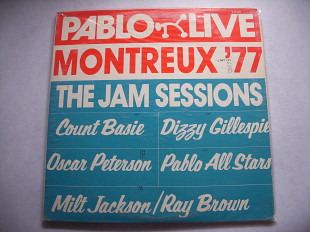 PABLO LIVE
MONTREUX '77
THE JAM SESSIONS
Count Basie Dizzy Gillespie
Oscar Peterson Pablo All Stars
Milt Jackson/Ray Brown